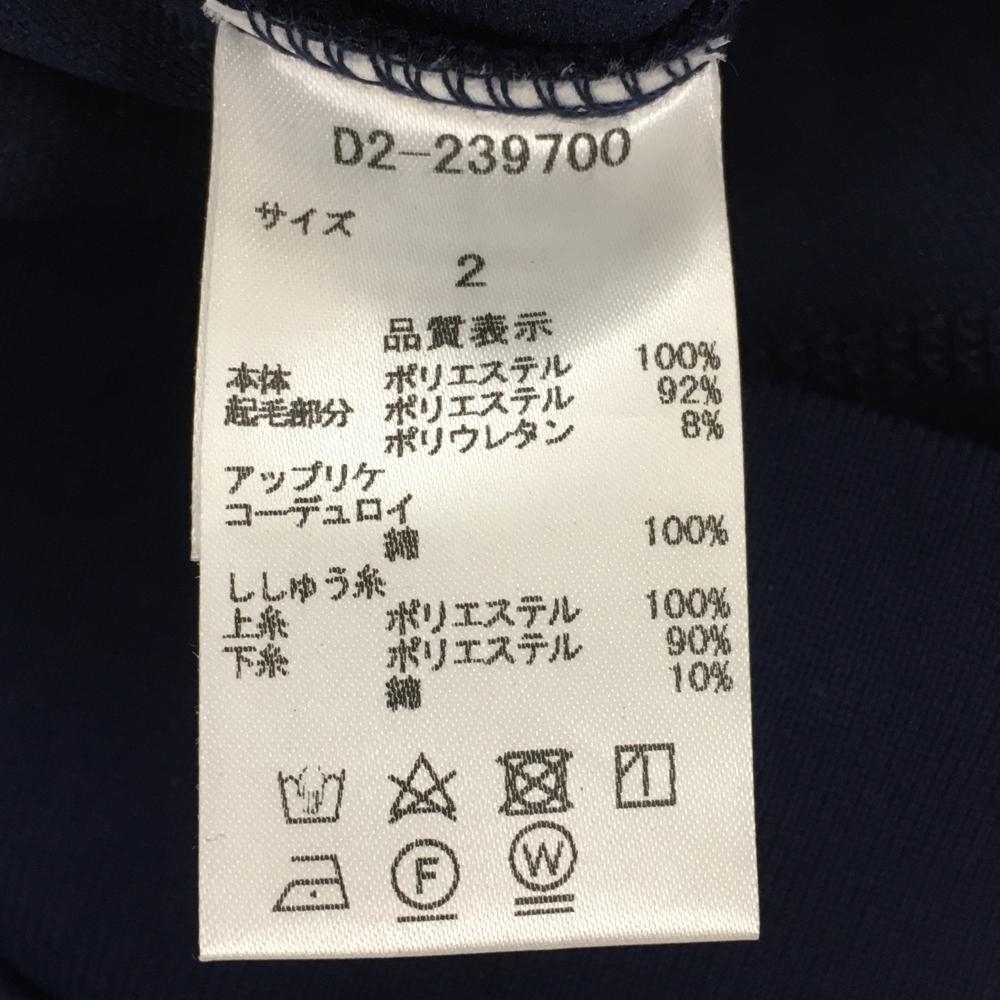 D2-239700
サイズ
2
品質表示
本体 ポリエステル 100%
起毛部分 ポリエステル 92%
ポリウレタン 8%
アップリケ
コーデュロイ
綿 100%
ししゅう糸
上糸 ポリエステル 100%
下糸 ポリエステル 90%
綿 10%
F W